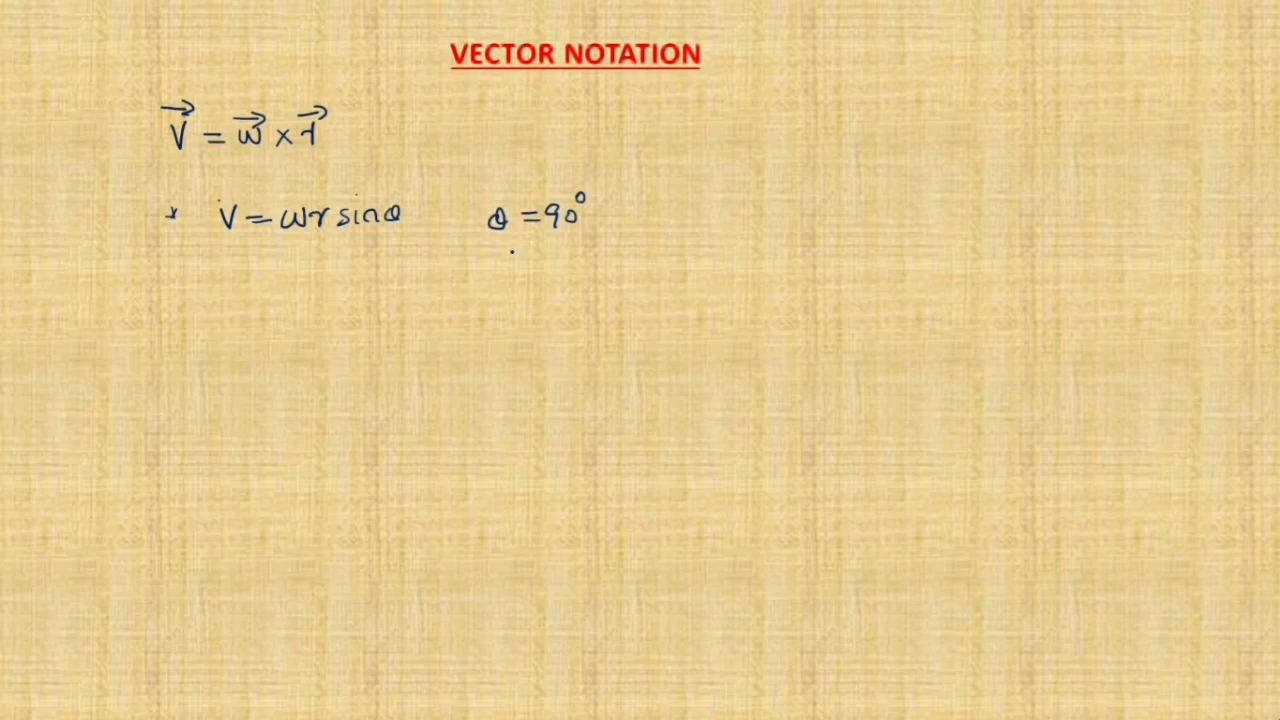 VECTOR NOTATION
V⃗ = ω⃗ × r⃗
* V = ωr sinθ θ = 90°